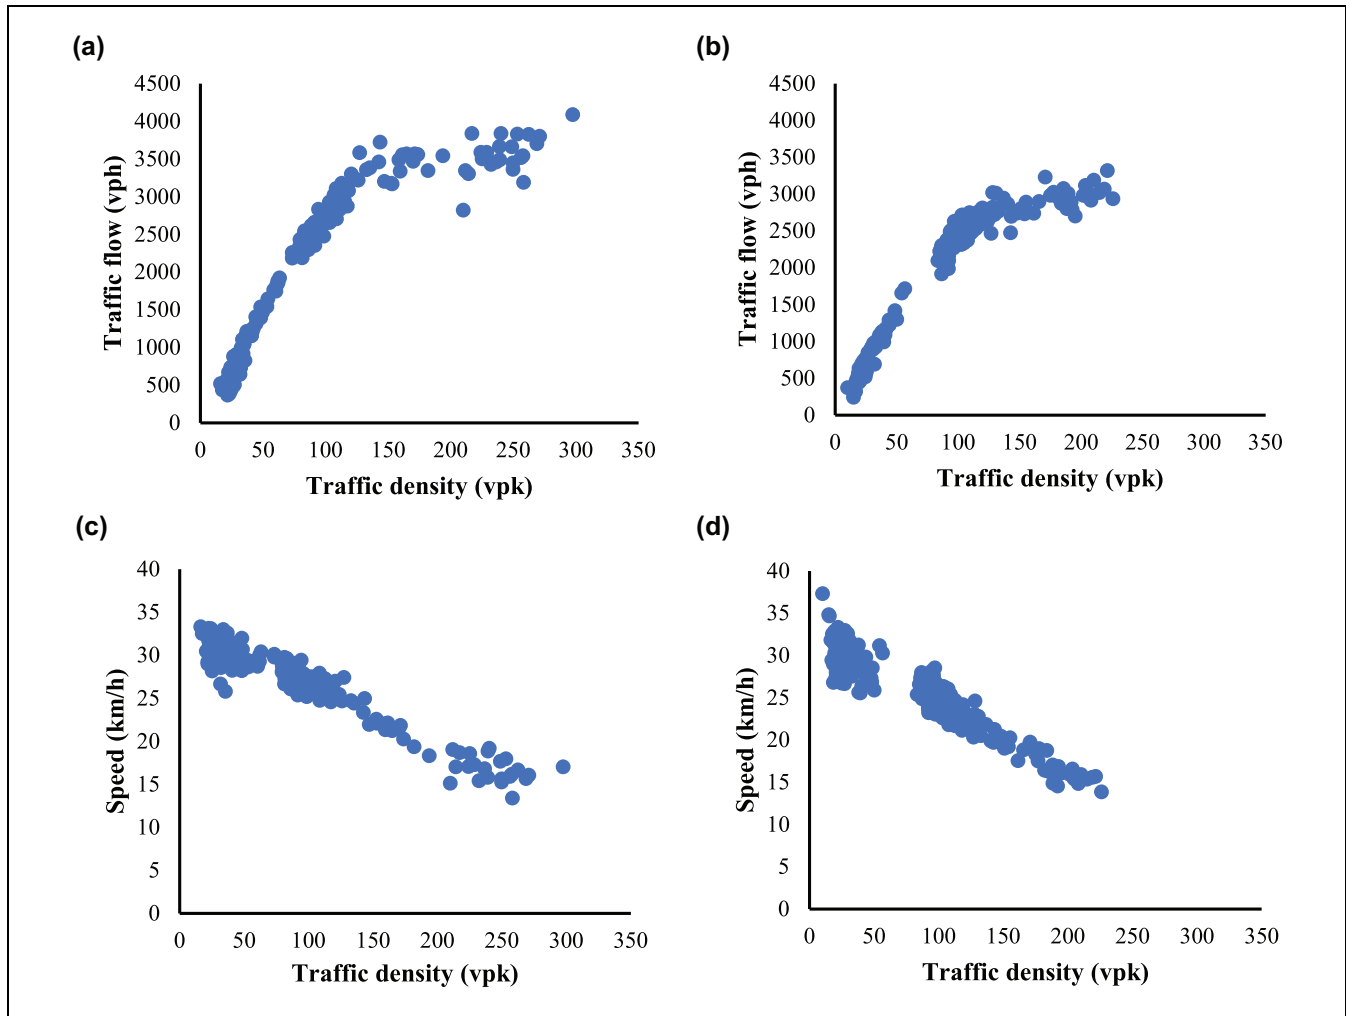 (a)
4500
4000
3500
3000
2500
2000
1500
1000
500
0
Traffic flow (vph)
0 50 100 150 200 250 300 350
Traffic density (vpk)
(b)
4500
4000
3500
3000
2500
2000
1500
1000
500
0
Traffic flow (vph)
0 50 100 150 200 250 300 350
Traffic density (vpk)
(c)
40
35
30
25
20
15
10
5
0
Speed (km/h)
0 50 100 150 200 250 300 350
Traffic density (vpk)
(d)
40
35
30
25
20
15
10
5
0
Speed (km/h)
0 50 100 150 200 250 300 350
Traffic density (vpk)